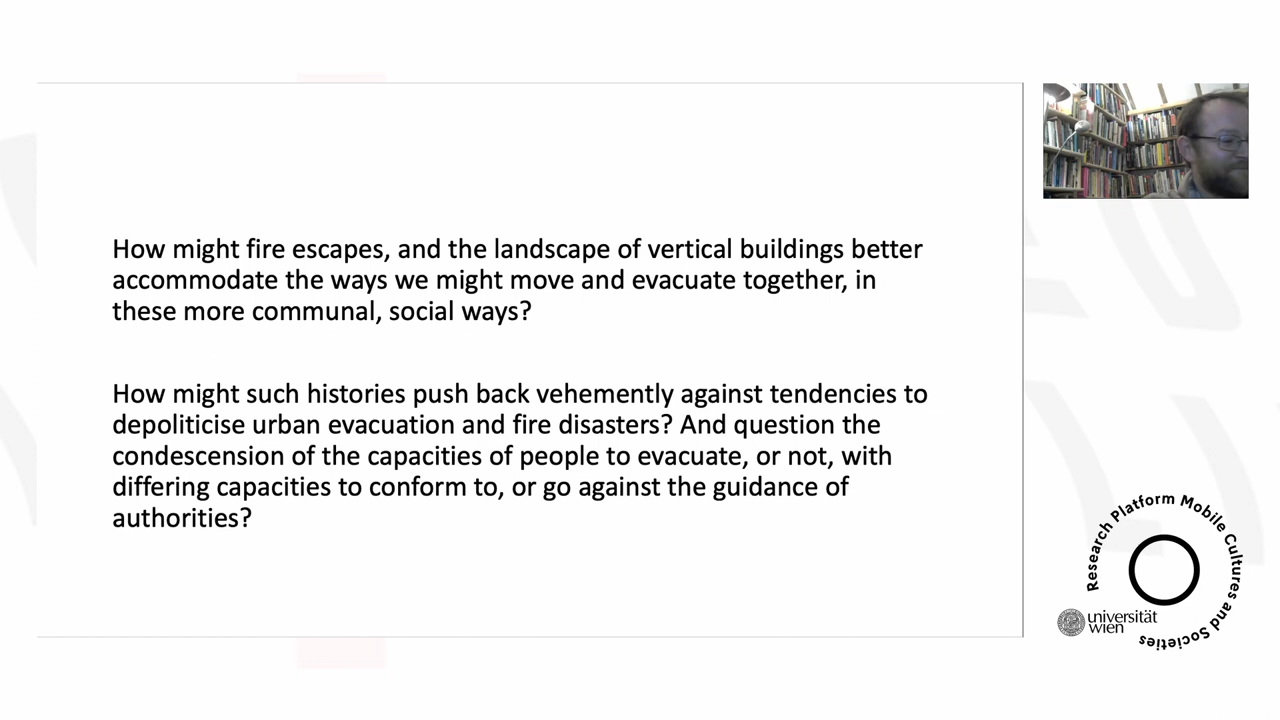 How might fire escapes, and the landscape of vertical buildings better
accommodate the ways we might move and evacuate together, in
these more communal, social ways?
How might such histories push back vehemently against tendencies to
depoliticise urban evacuation and fire disasters? And question the
condescension of the capacities of people to evacuate, or not, with
differing capacities to conform to, or go against the guidance of
authorities?
Research Platform Mobile Cultures and Societies
universität
wien